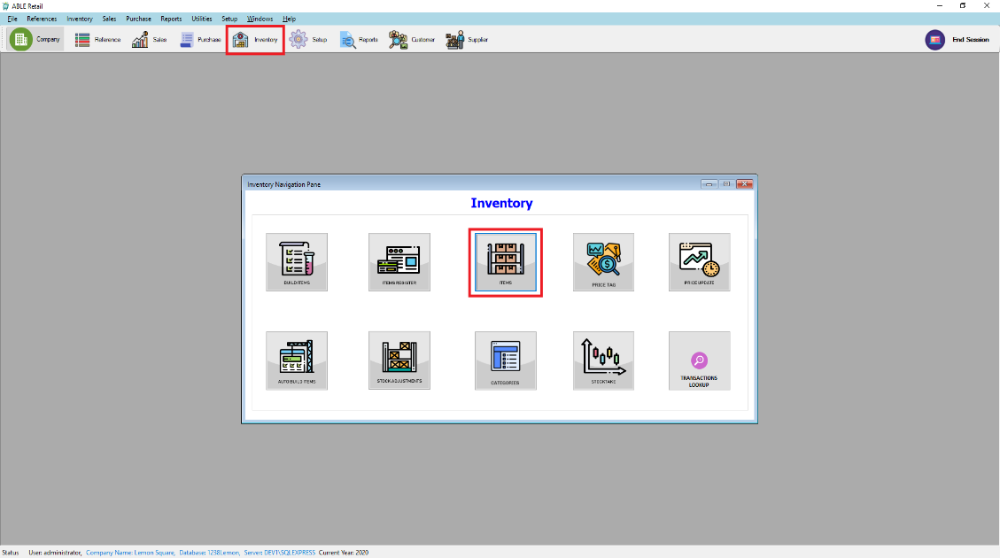 ABLE Retail
File References Inventory Sales Purchase Reports Utilities Setup Windows Help
Company Reference Sales Purchase Inventory Setup Reports Customer Supplier End Session
Inventory Navigation Pane
Inventory
BUILD ITEMS ITEMS REGISTER ITEMS PRICE TAG PRICE UPDATE
AUTO BUILD ITEMS STOCK ADJUSTMENTS CATEGORIES STOCKTAKE TRANSACTIONS
LOOKUP
Status User: administrator, Company Name: Lemon Square, Database: 1238Lemon, Server: DEV1\SQLEXPRESS Current Year: 2020